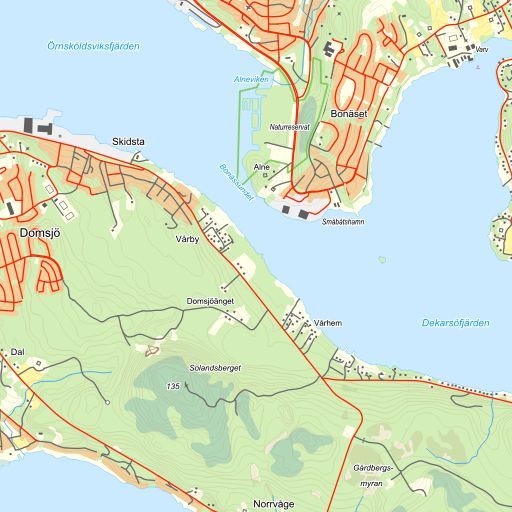 Örnsköldsviksfjärden
Varv
Alneviken
Bonäset
Naturreservat
Skidsta
Alne
Bonässundet
Småbåtshamn
Domsjö
Vårby
Domsjöänget
Vårhem
Dekarsöfjärden
Dal
Solandsberget
135
Gårdbergs-
myran
Norrvåge